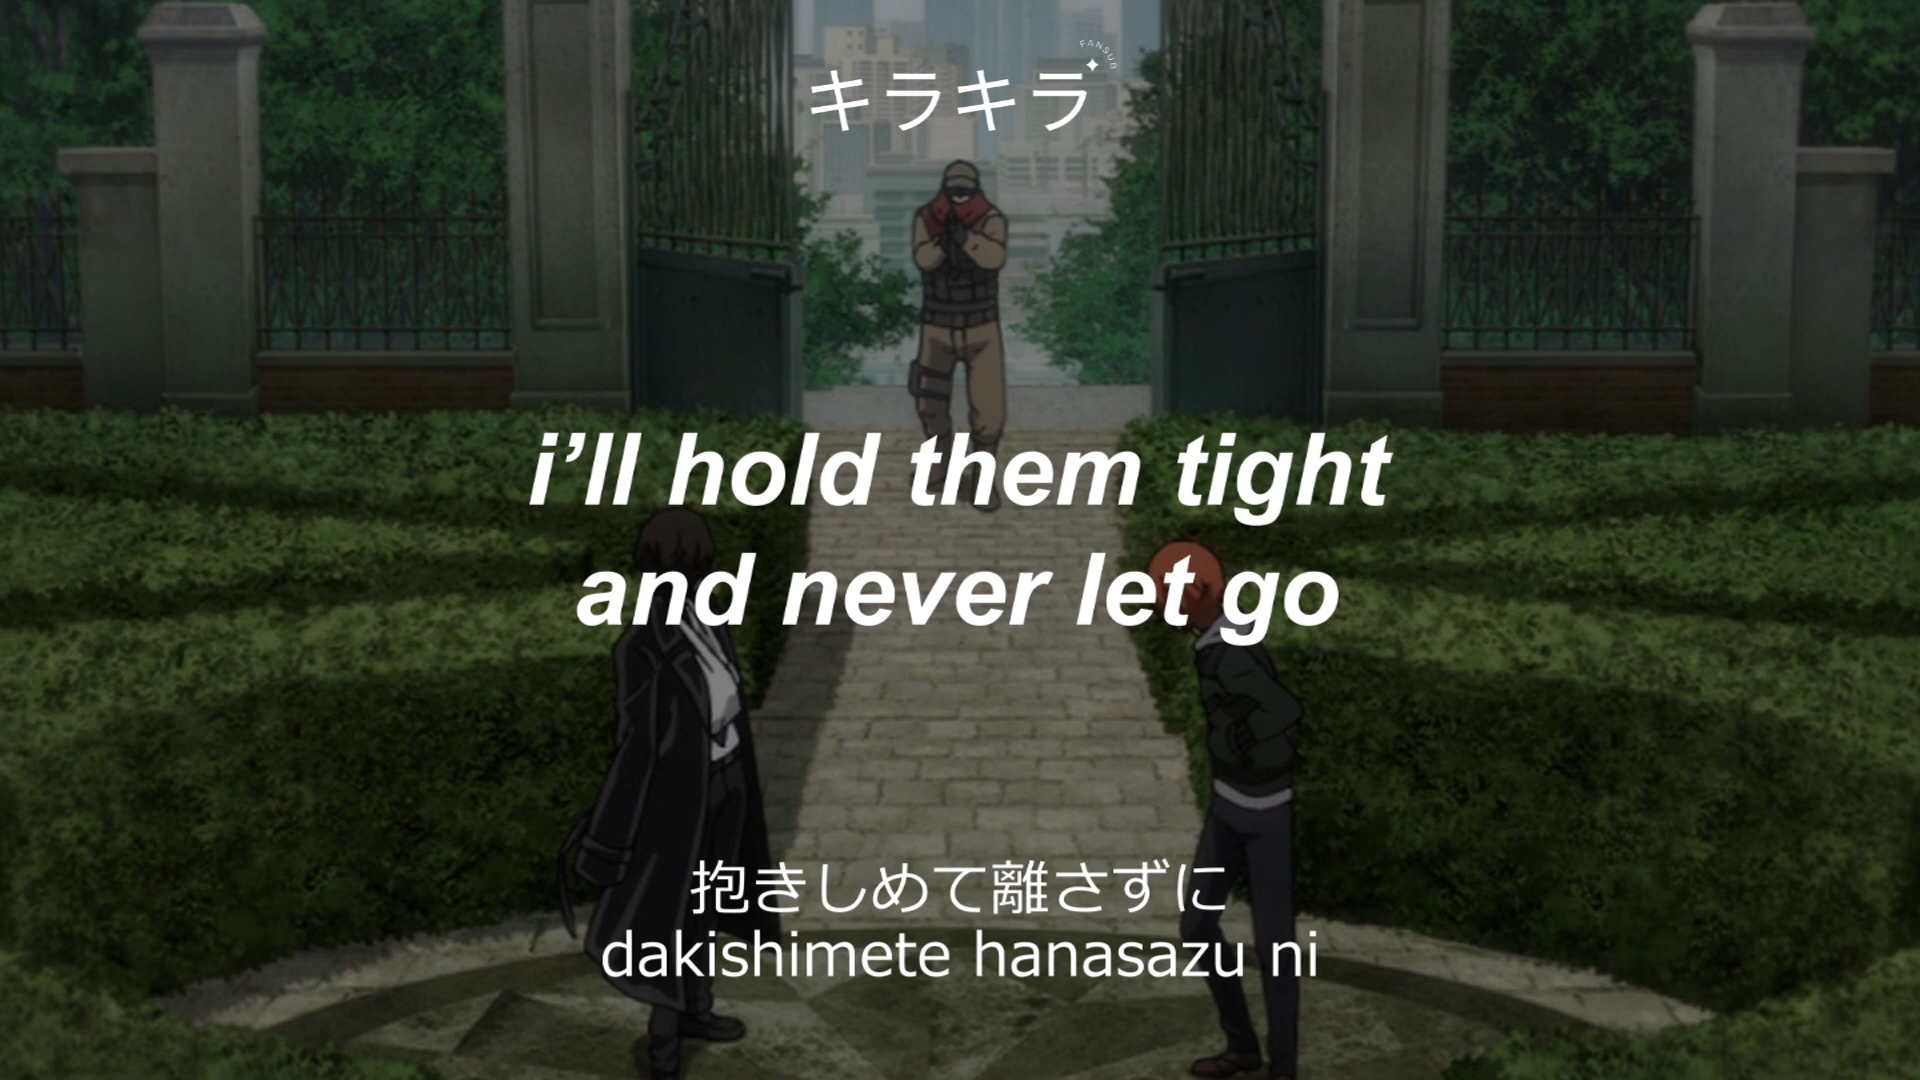 FANSUB
キラキラ
i’ll hold them tight
and never let go
抱きしめて離さずに
dakishimete hanasazu ni